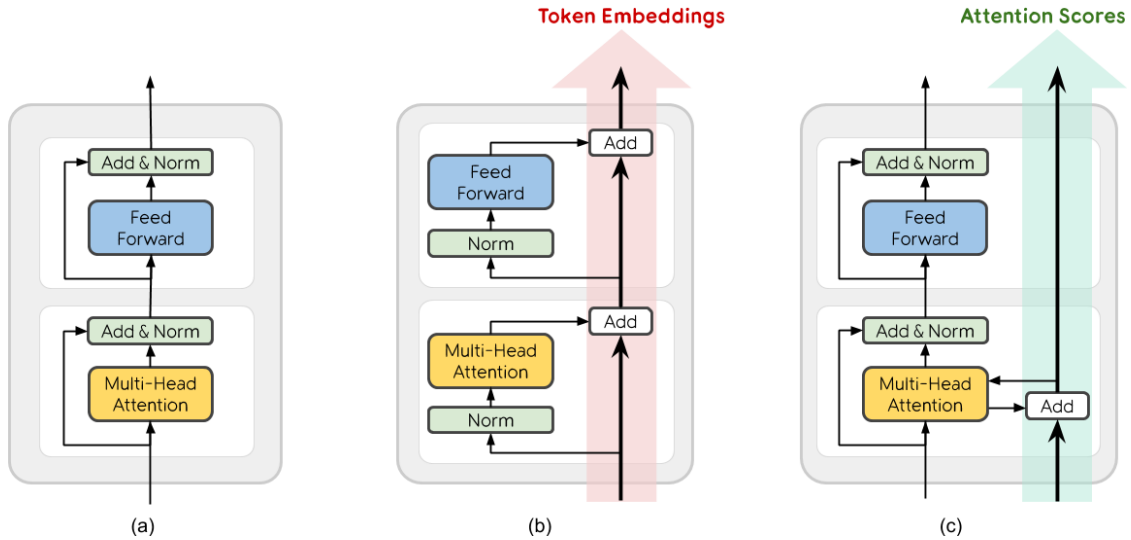 Token Embeddings
Attention Scores
Add & Norm
Feed
Forward
Add & Norm
Multi-Head
Attention
(a)
Add
Feed
Forward
Norm
Add
Multi-Head
Attention
Norm
(b)
Add & Norm
Feed
Forward
Add & Norm
Multi-Head
Attention
Add
(c)